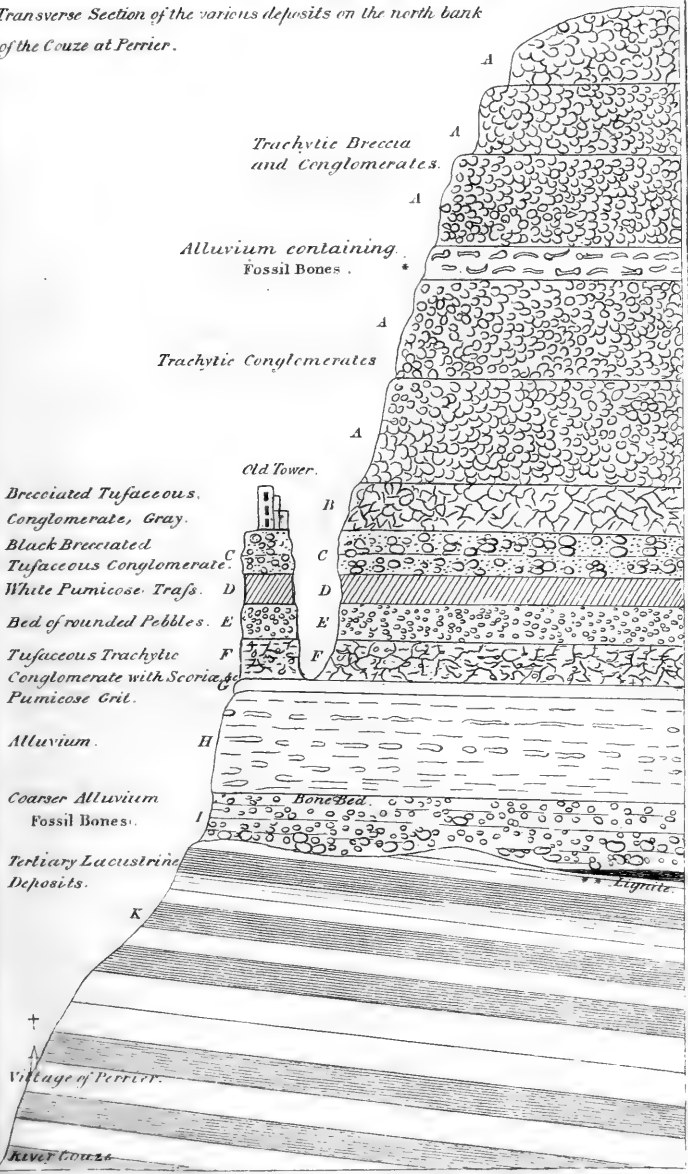 Transverse Section of the various deposits on the north bank
of the Couze at Perrier.
A
A
Trachytic Breccia
and Conglomerates.
A
Alluvium containing
Fossil Bones. *
A
Trachytic Conglomerates
A
Old Tower.
Brecciated Tufaceous
Conglomerate, Gray.
B
Black Brecciated
Tufaceous Conglomerate.
C C
White Pumicose Trass. D D
Bed of rounded Pebbles. E E
Tufaceous Trachytic F F
Conglomerate with Scoriæ, &c
G
Pumicose Grit.
Alluvium. H
Coarser Alluvium Bone Bed.
Fossil Bones. I
Tertiary Lacustrine
Deposits. ** Lignite.
K
+
Village of Perrier.
River Couze